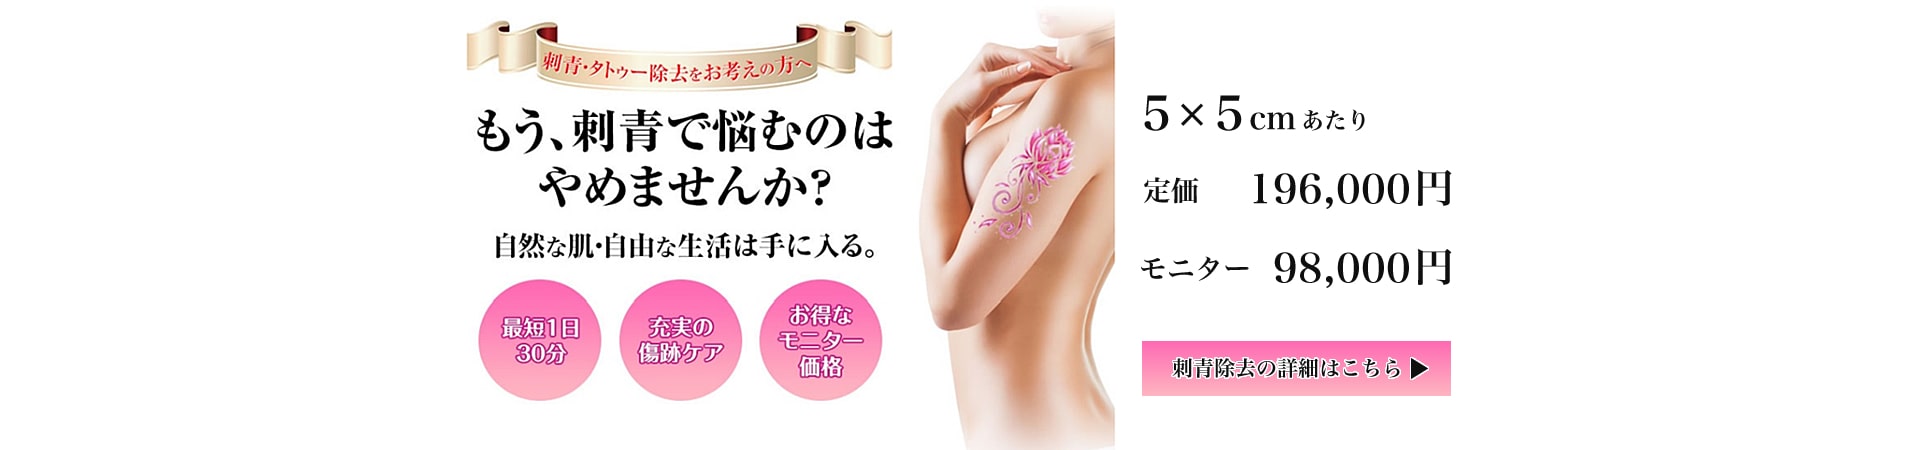 刺青・タトゥー除去をお考えの方へ
もう、刺青で悩むのは
やめませんか?
自然な肌・自由な生活は手に入る。
最短1日
30分
充実の
傷跡ケア
お得な
モニター
価格
5×5cmあたり
定価 196,000円
モニター 98,000円
刺青除去の詳細はこちら▶